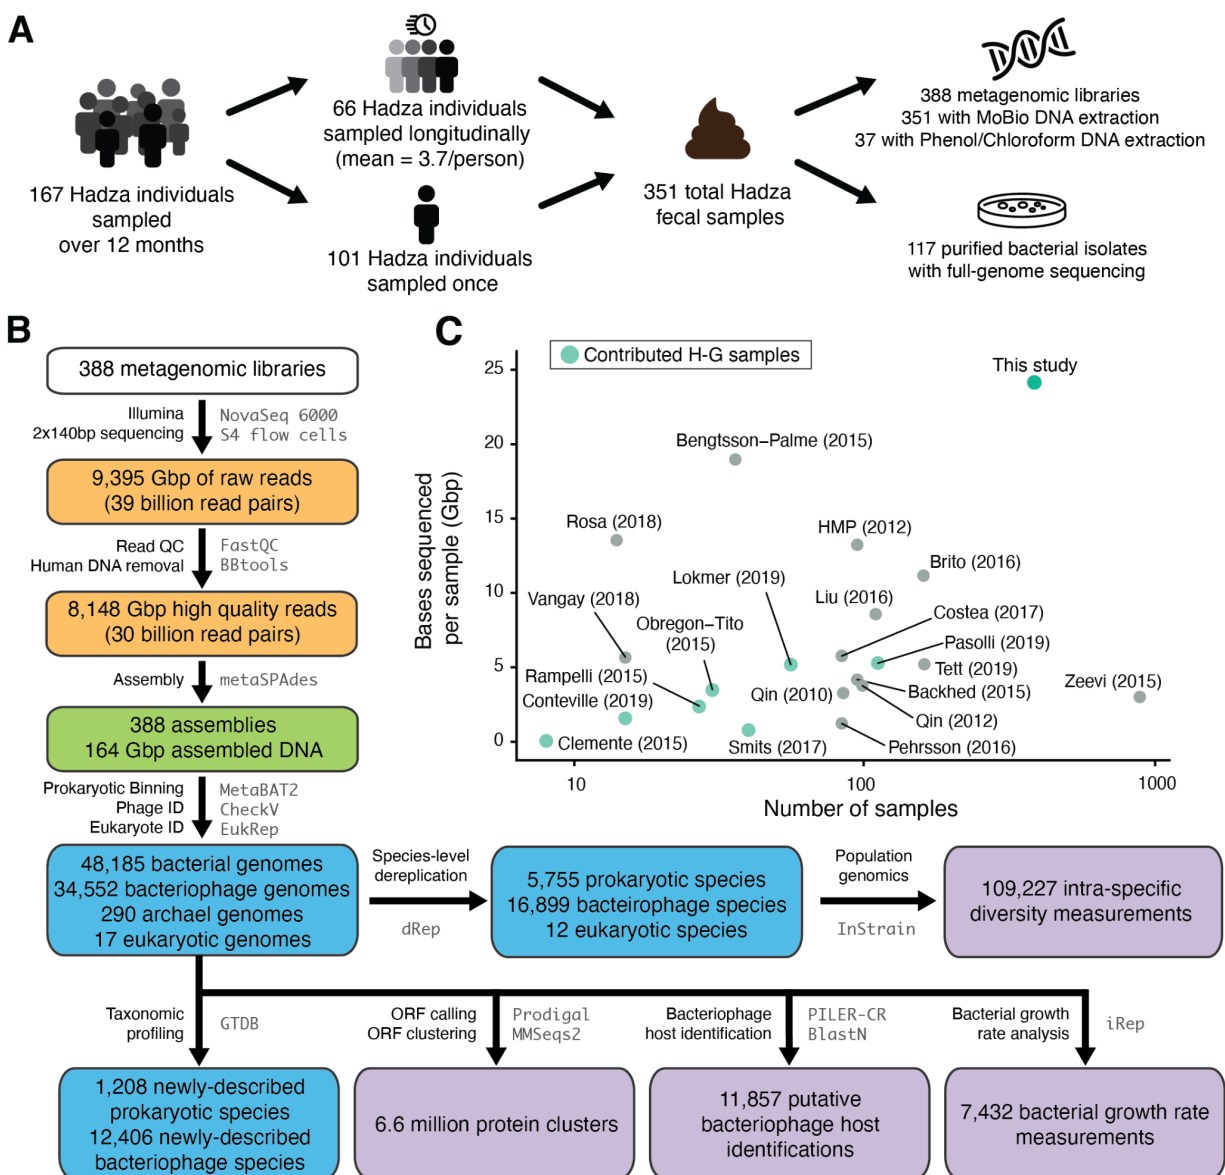 A
167 Hadza individuals
sampled
over 12 months
66 Hadza individuals
sampled longitudinally
(mean = 3.7/person)
101 Hadza individuals
sampled once
351 total Hadza
fecal samples
388 metagenomic libraries
351 with MoBio DNA extraction
37 with Phenol/Chloroform DNA extraction
117 purified bacterial isolates
with full-genome sequencing
B
388 metagenomic libraries
Illumina
2x140bp sequencing
NovaSeq 6000
S4 flow cells
9,395 Gbp of raw reads
(39 billion read pairs)
Read QC
Human DNA removal
FastQC
BBtools
8,148 Gbp high quality reads
(30 billion read pairs)
Assembly
metaSPAdes
388 assemblies
164 Gbp assembled DNA
Prokaryotic Binning
Phage ID
Eukaryote ID
MetaBAT2
CheckV
EukRep
48,185 bacterial genomes
34,552 bacteriophage genomes
290 archael genomes
17 eukaryotic genomes
Species-level
dereplication
dRep
5,755 prokaryotic species
16,899 bacteirophage species
12 eukaryotic species
Population
genomics
InStrain
109,227 intra-specific
diversity measurements
Taxonomic
profiling
GTDB
1,208 newly-described
prokaryotic species
12,406 newly-described
bacteriophage species
ORF calling
ORF clustering
Prodigal
MMSeqs2
6.6 million protein clusters
Bacteriophage
host identification
PILER-CR
BlastN
11,857 putative
bacteriophage host
identifications
Bacterial growth
rate analysis
iRep
7,432 bacterial growth rate
measurements
C
Contributed H-G samples
Bases sequenced
per sample (Gbp)
25
20
15
10
5
0
This study
Bengtsson–Palme (2015)
Rosa (2018)
HMP (2012)
Brito (2016)
Lokmer (2019)
Vangay (2018)
Liu (2016)
Costea (2017)
Obregon–Tito
(2015)
Pasolli (2019)
Rampelli (2015)
Tett (2019)
Zeevi (2015)
Conteville (2019)
Qin (2010)
Backhed (2015)
Qin (2012)
Clemente (2015)
Smits (2017)
Pehrsson (2016)
10
100
1000
Number of samples